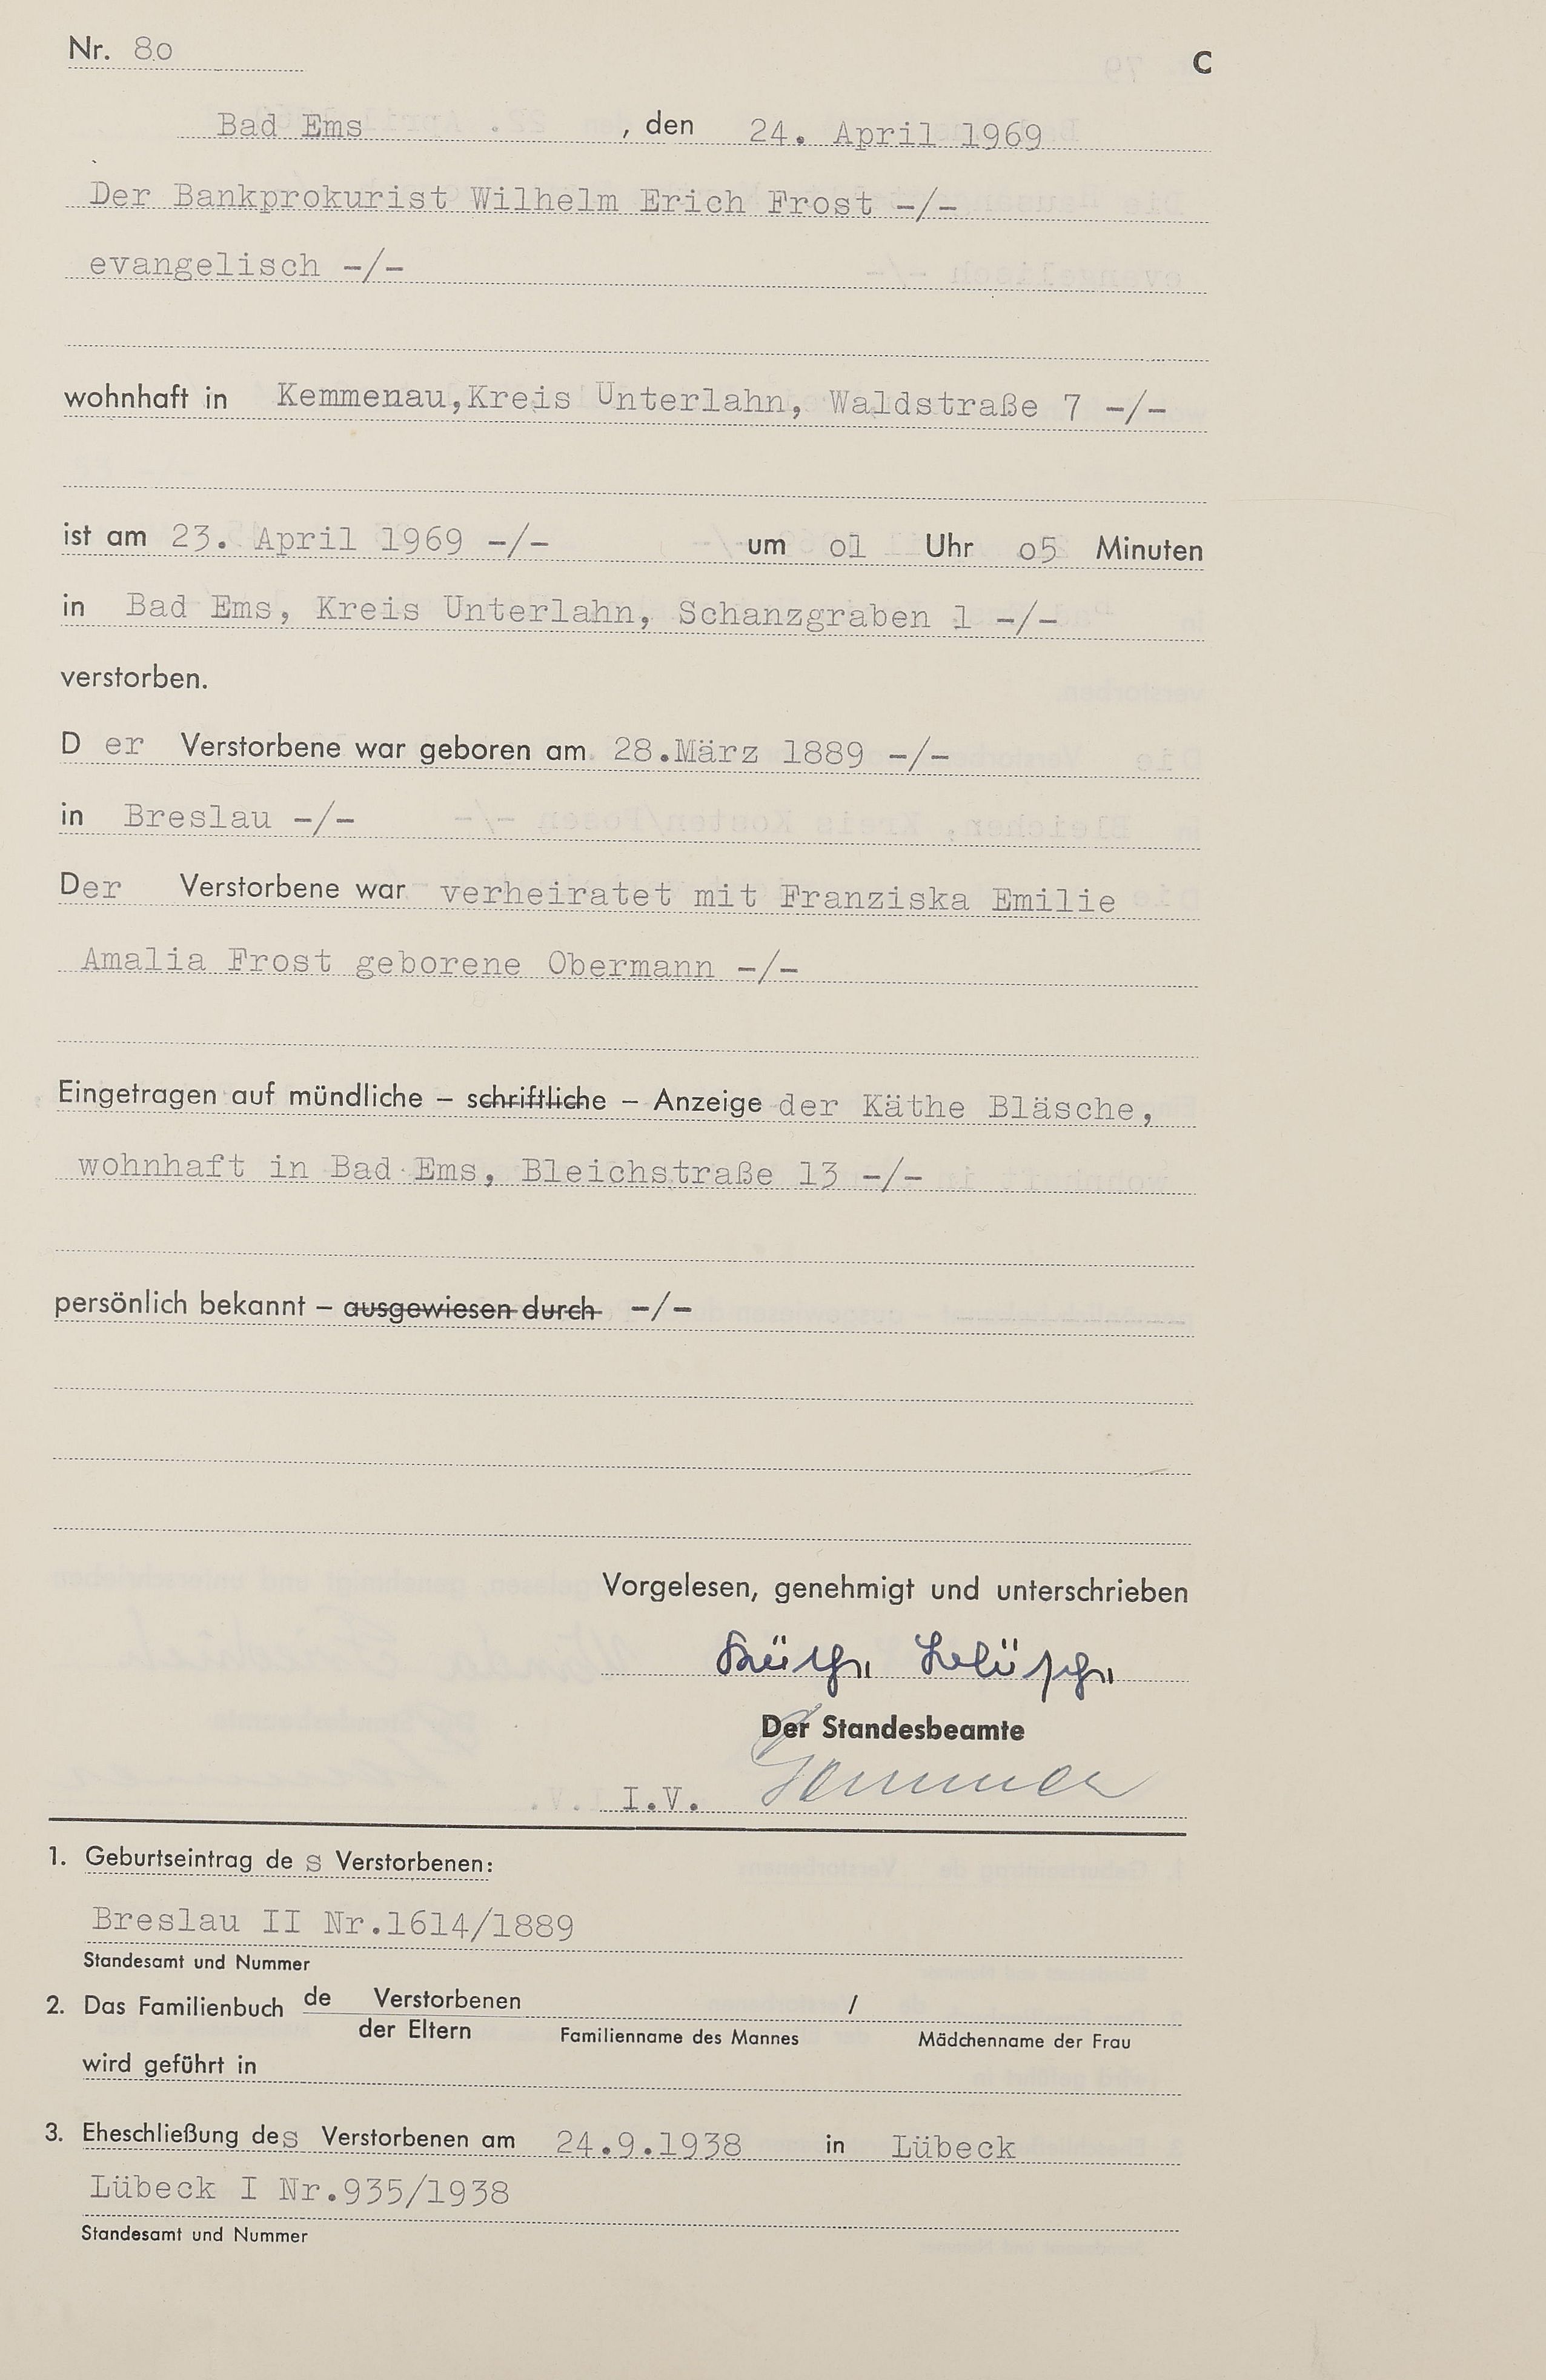 Nr. 80
C
Bad Ems , den 24. April 1969
Der Bankprokurist Wilhelm Erich Frost -/-
evangelisch -/-
wohnhaft in Kemmenau,Kreis Unterlahn, Waldstraße 7 -/-
ist am 23. April 1969 -/- um o1 Uhr o5 Minuten
in Bad Ems, Kreis Unterlahn, Schanzgraben 1 -/-
verstorben.
D er Verstorbene war geboren am 28.März 1889 -/-
in Breslau -/-
Der Verstorbene war verheiratet mit Franziska Emilie
Amalia Frost geborene Obermann -/-
Eingetragen auf mündliche – schriftliche – Anzeige der Käthe Bläsche,
wohnhaft in Bad Ems, Bleichstraße 13 -/-
persönlich bekannt – ausgewiesen durch -/-
Vorgelesen, genehmigt und unterschrieben
Käthe Bläsche
Der Standesbeamte
I.V.
1. Geburtseintrag de s Verstorbenen:
Breslau II Nr.1614/1889
Standesamt und Nummer
2. Das Familienbuch de Verstorbenen /
der Eltern Familienname des Mannes Mädchenname der Frau
wird geführt in
3. Eheschließung des Verstorbenen am 24.9.1938 in Lübeck
Lübeck I Nr.935/1938
Standesamt und Nummer